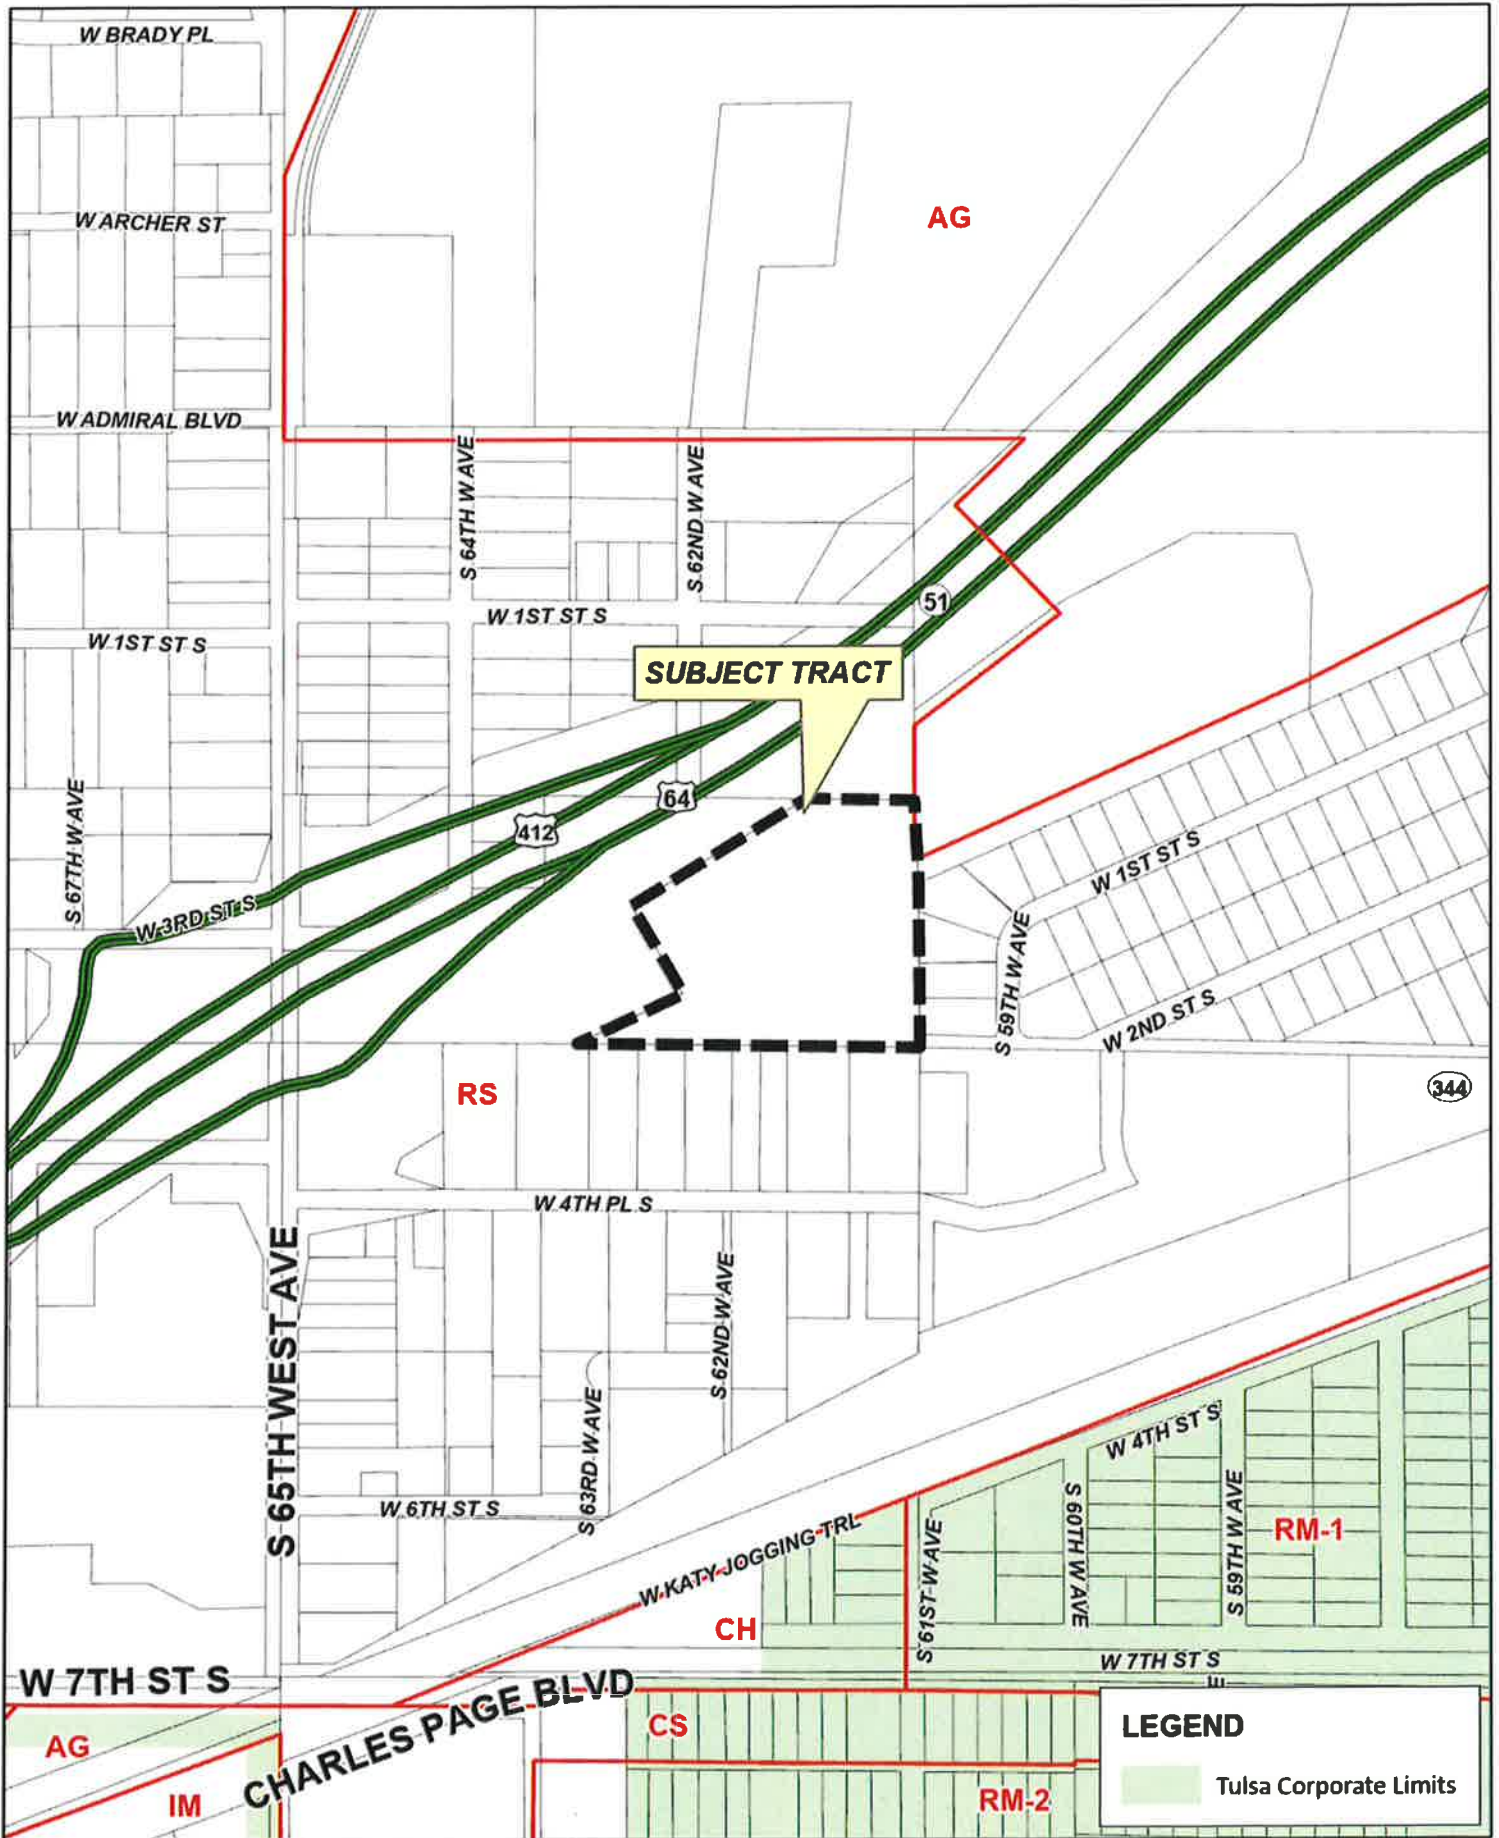 W BRADY PL
W ARCHER ST
AG
W ADMIRAL BLVD
S 64TH W AVE
S 62ND W AVE
51
W 1ST ST S
W 1ST ST S
SUBJECT TRACT
64
412
S 67TH W AVE
W 3RD ST S
W 1ST ST S
S 59TH W AVE
W 2ND ST S
RS
344
W 4TH PL S
S 65TH WEST AVE
S 62ND W AVE
S 63RD W AVE
W 4TH ST S
W 6TH ST S
S 60TH W AVE
S 59TH W AVE
RM-1
W KATY JOGGING TRL
S 61ST W AVE
CH
W 7TH ST S
W 7TH ST S
CHARLES PAGE BLVD
CS
AG
IM
RM-2
LEGEND
Tulsa Corporate Limits